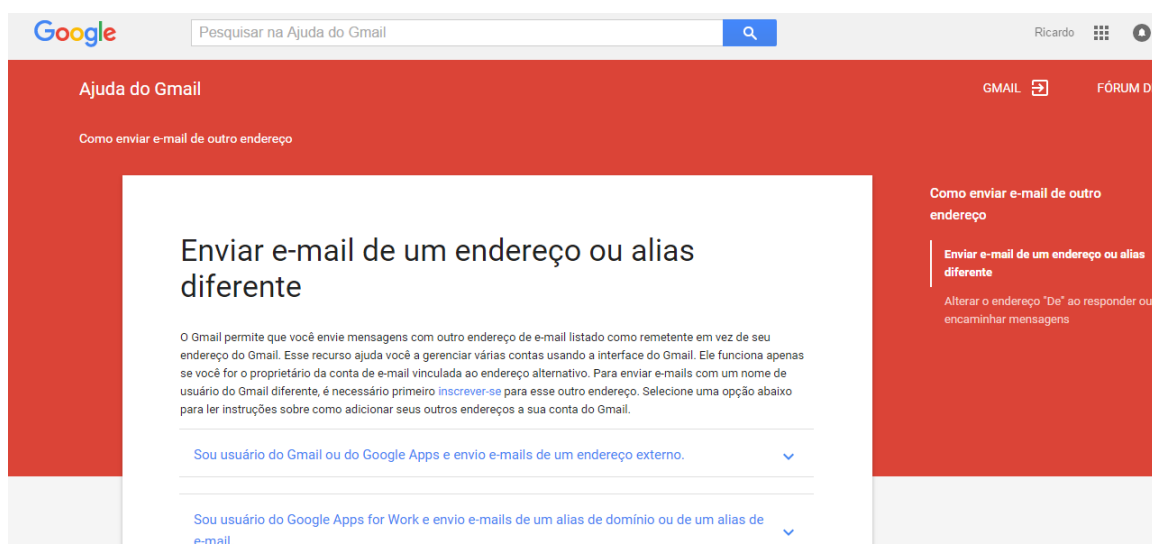 Google
Pesquisar na Ajuda do Gmail
Ricardo
Ajuda do Gmail
GMAIL
FÓRUM D
Como enviar e-mail de outro endereço
Enviar e-mail de um endereço ou alias
diferente
O Gmail permite que você envie mensagens com outro endereço de e-mail listado como remetente em vez de seu
endereço do Gmail. Esse recurso ajuda você a gerenciar várias contas usando a interface do Gmail. Ele funciona apenas
se você for o proprietário da conta de e-mail vinculada ao endereço alternativo. Para enviar e-mails com um nome de
usuário do Gmail diferente, é necessário primeiro inscrever-se para esse outro endereço. Selecione uma opção abaixo
para ler instruções sobre como adicionar seus outros endereços a sua conta do Gmail.
Sou usuário do Gmail ou do Google Apps e envio e-mails de um endereço externo.
Sou usuário do Google Apps for Work e envio e-mails de um alias de domínio ou de um alias de
e-mail
Como enviar e-mail de outro
endereço
Enviar e-mail de um endereço ou alias
diferente
Alterar o endereço "De" ao responder ou
encaminhar mensagens